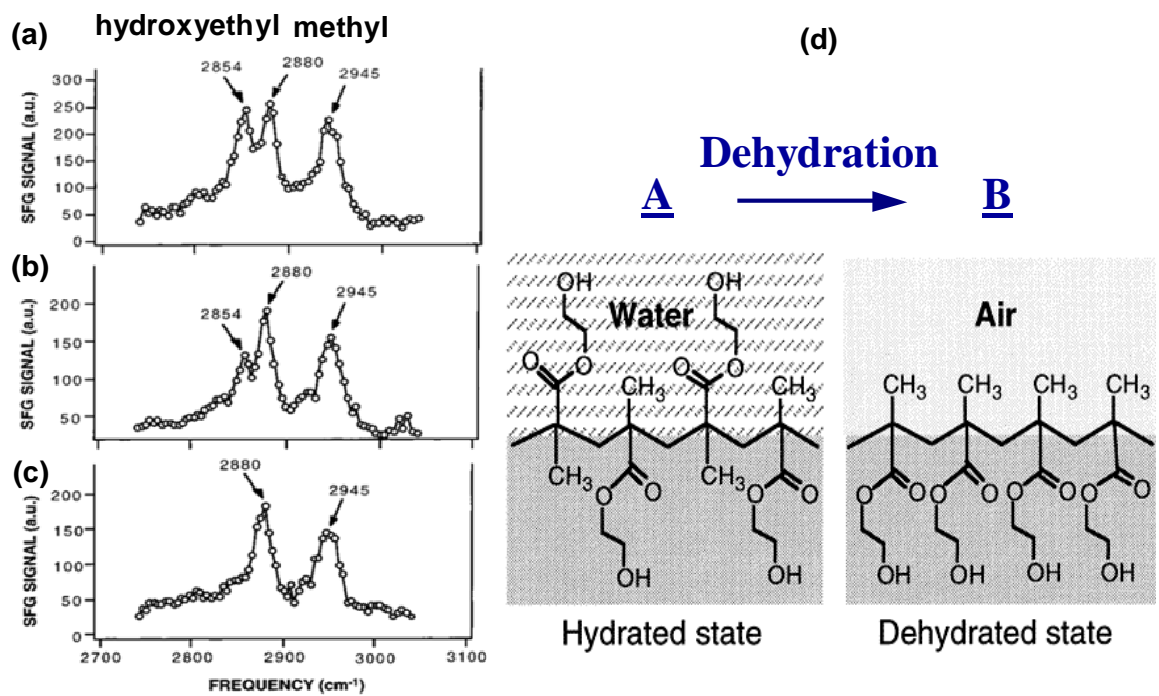 (a) hydroxyethyl methyl
2854
2880
2945
SFG SIGNAL (a.u.)
300
250
200
150
100
50
0
(b)
2880
2945
2854
SFG SIGNAL (a.u.)
200
150
100
50
(c)
2880
2945
SFG SIGNAL (a.u.)
200
150
100
50
0
2700 2800 2900 3000 3100
FREQUENCY (cm-1)
(d)
Dehydration
A B
OH OH
Water
O O O O
CH3 CH3
CH3 CH3
O O O O
OH OH
Hydrated state
Air
CH3 CH3 CH3 CH3
O O O O O O O O
OH OH OH OH
Dehydrated state